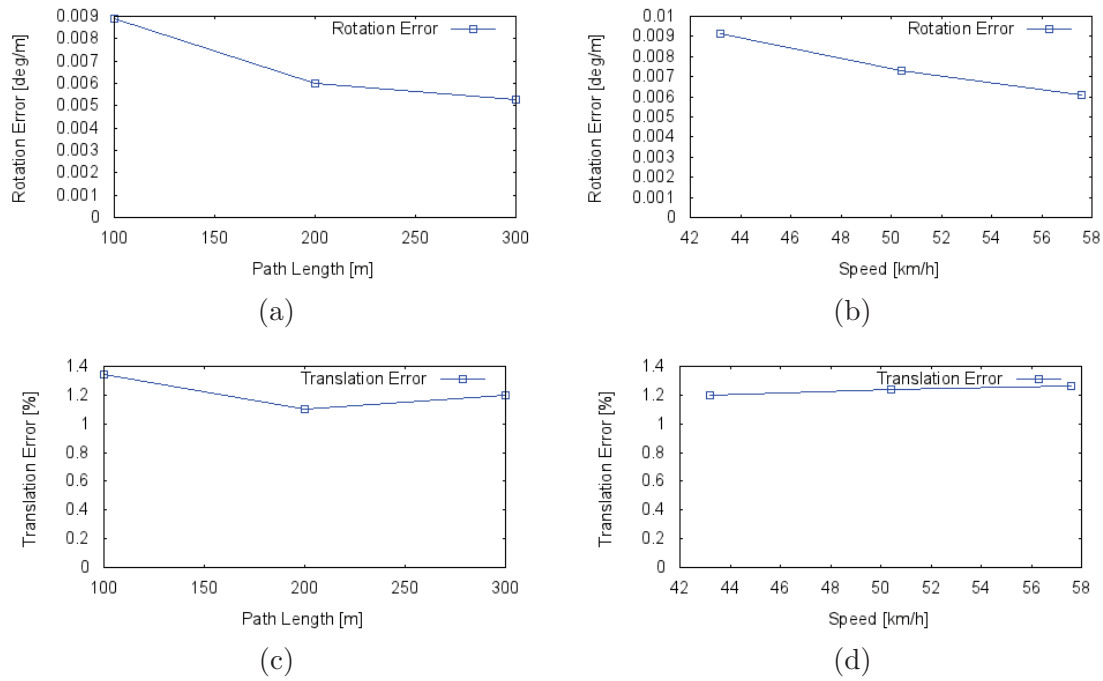 0.009
0.008
0.007
0.006
0.005
0.004
0.003
0.002
0.001
0
Rotation Error [deg/m]
Rotation Error
100 150 200 250 300
Path Length [m]
(a)
0.01
0.009
0.008
0.007
0.006
0.005
0.004
0.003
0.002
0.001
0
Rotation Error [deg/m]
Rotation Error
42 44 46 48 50 52 54 56 58
Speed [km/h]
(b)
1.4
1.2
1
0.8
0.6
0.4
0.2
0
Translation Error [%]
Translation Error
100 150 200 250 300
Path Length [m]
(c)
1.4
1.2
1
0.8
0.6
0.4
0.2
0
Translation Error [%]
Translation Error
42 44 46 48 50 52 54 56 58
Speed [km/h]
(d)